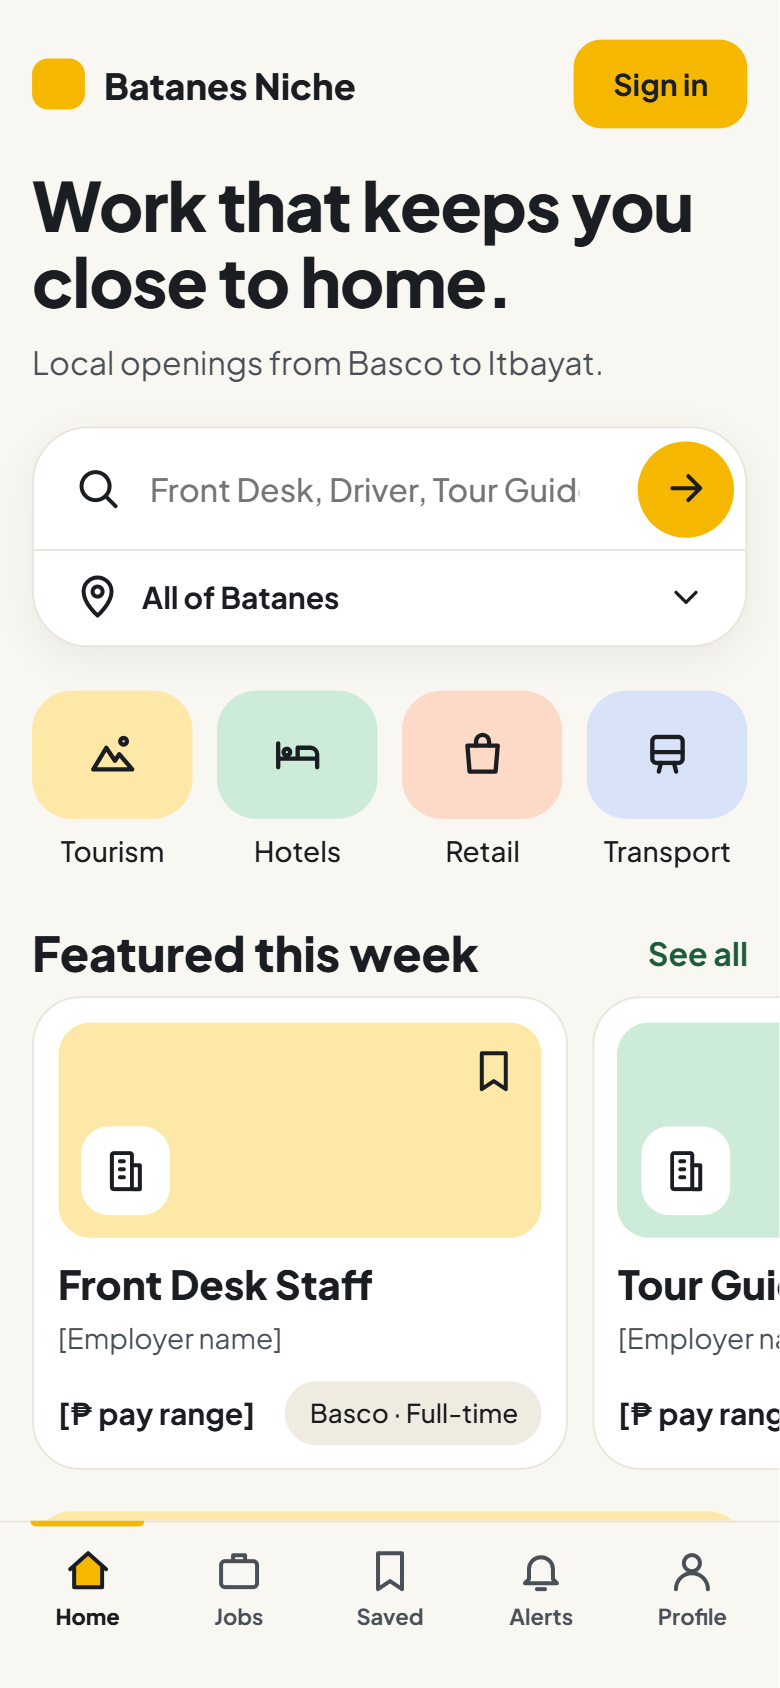 Batanes Niche
Sign in
Work that keeps you
close to home.
Local openings from Basco to Itbayat.
Front Desk, Driver, Tour Guid
All of Batanes
Tourism
Hotels
Retail
Transport
Featured this week
See all
Front Desk Staff
[Employer name]
[₱ pay range]
Basco · Full-time
Tour Gui
[Employer na
[₱ pay rang
Home
Jobs
Saved
Alerts
Profile